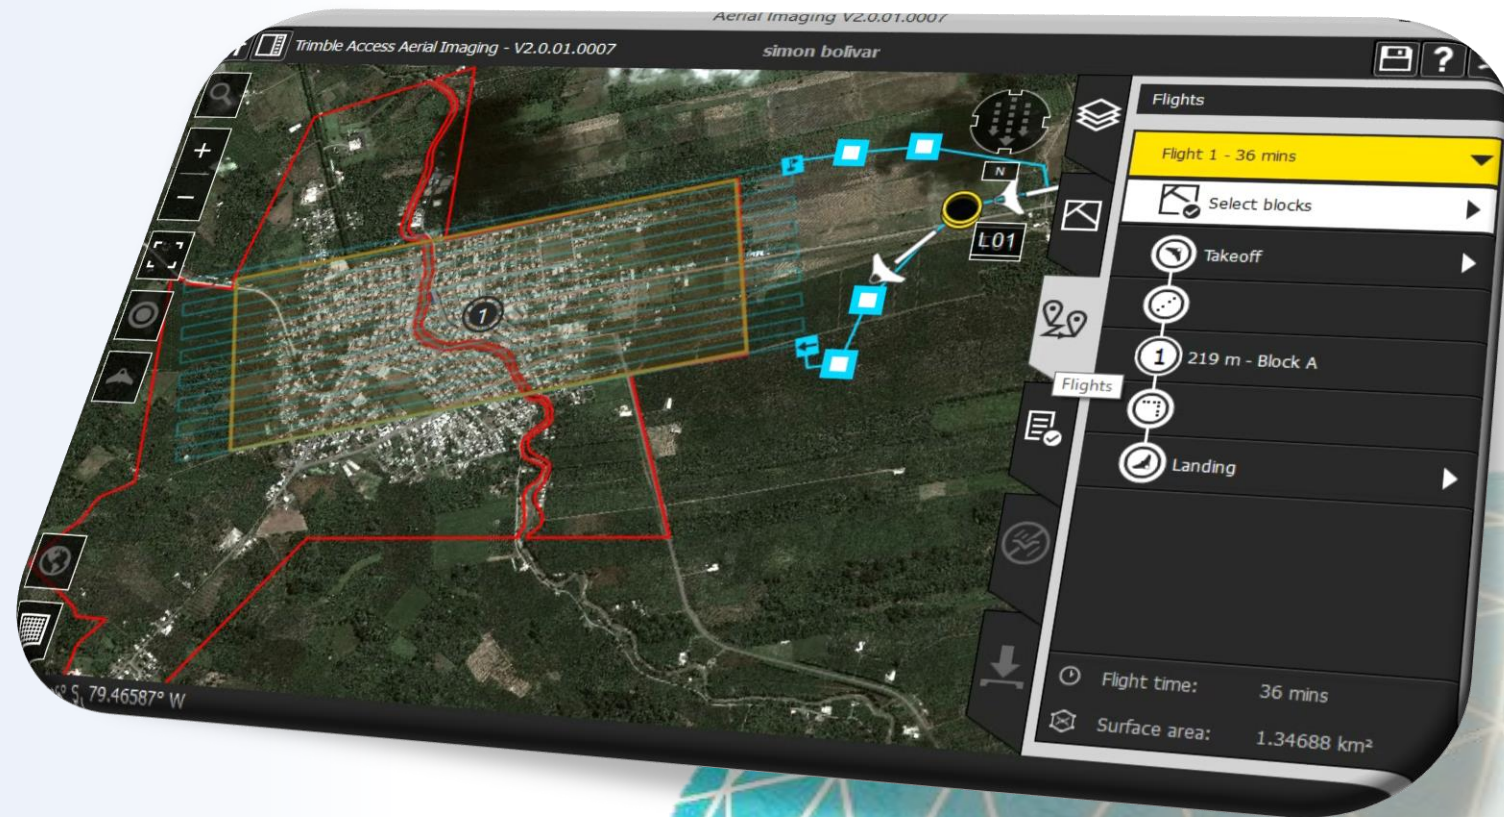 Aerial Imaging V2.0.01.0007
Trimble Access Aerial Imaging - V2.0.01.0007
simon bolivar
?
Flights
Flight 1 - 36 mins
Select blocks
N
L01
Takeoff
+
−
1
1
219 m - Block A
Flights
Landing
S, 79.46587° W
Flight time: 36 mins
Surface area: 1.34688 km²